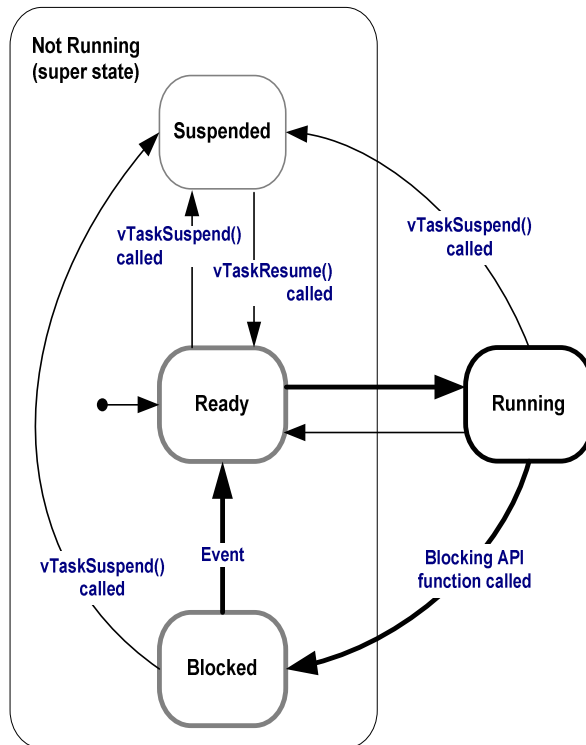 Not Running
(super state)
Suspended
vTaskSuspend()
called
vTaskSuspend()
called
vTaskResume()
called
Ready
Running
Event
vTaskSuspend()
called
Blocking API
function called
Blocked